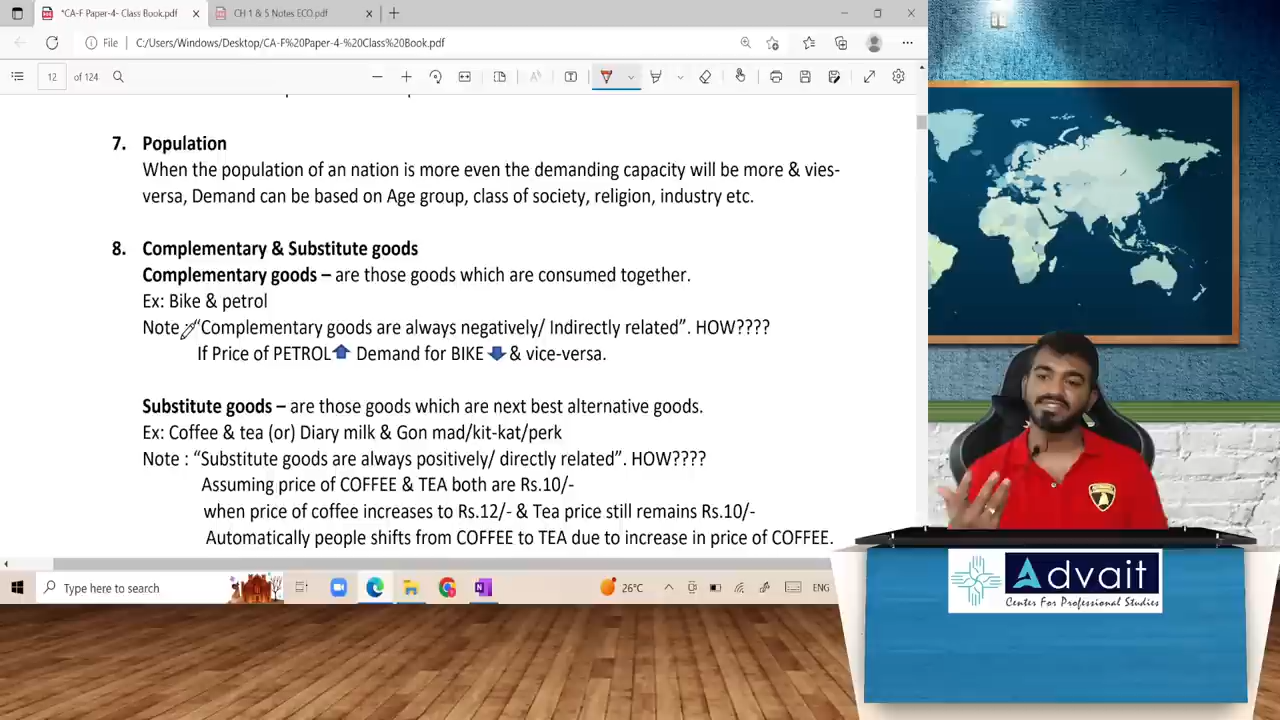 *CA-F Paper-4- Class Book.pdf
CH 1 & 5 Notes ECO.pdf
File
C:/Users/Windows/Desktop/CA-F%20Paper-4-%20Class%20Book.pdf
12 of 124
7. Population
When the population of an nation is more even the demanding capacity will be more & vies-
versa, Demand can be based on Age group, class of society, religion, industry etc.
8. Complementary & Substitute goods
Complementary goods – are those goods which are consumed together.
Ex: Bike & petrol
Note “Complementary goods are always negatively/ Indirectly related”. HOW????
If Price of PETROL Demand for BIKE & vice-versa.
Substitute goods – are those goods which are next best alternative goods.
Ex: Coffee & tea (or) Diary milk & Gon mad/kit-kat/perk
Note : “Substitute goods are always positively/ directly related”. HOW????
Assuming price of COFFEE & TEA both are Rs.10/-
when price of coffee increases to Rs.12/- & Tea price still remains Rs.10/-
Automatically people shifts from COFFEE to TEA due to increase in price of COFFEE.
Type here to search
26°C
ENG
Advait
Center For Professional Studies